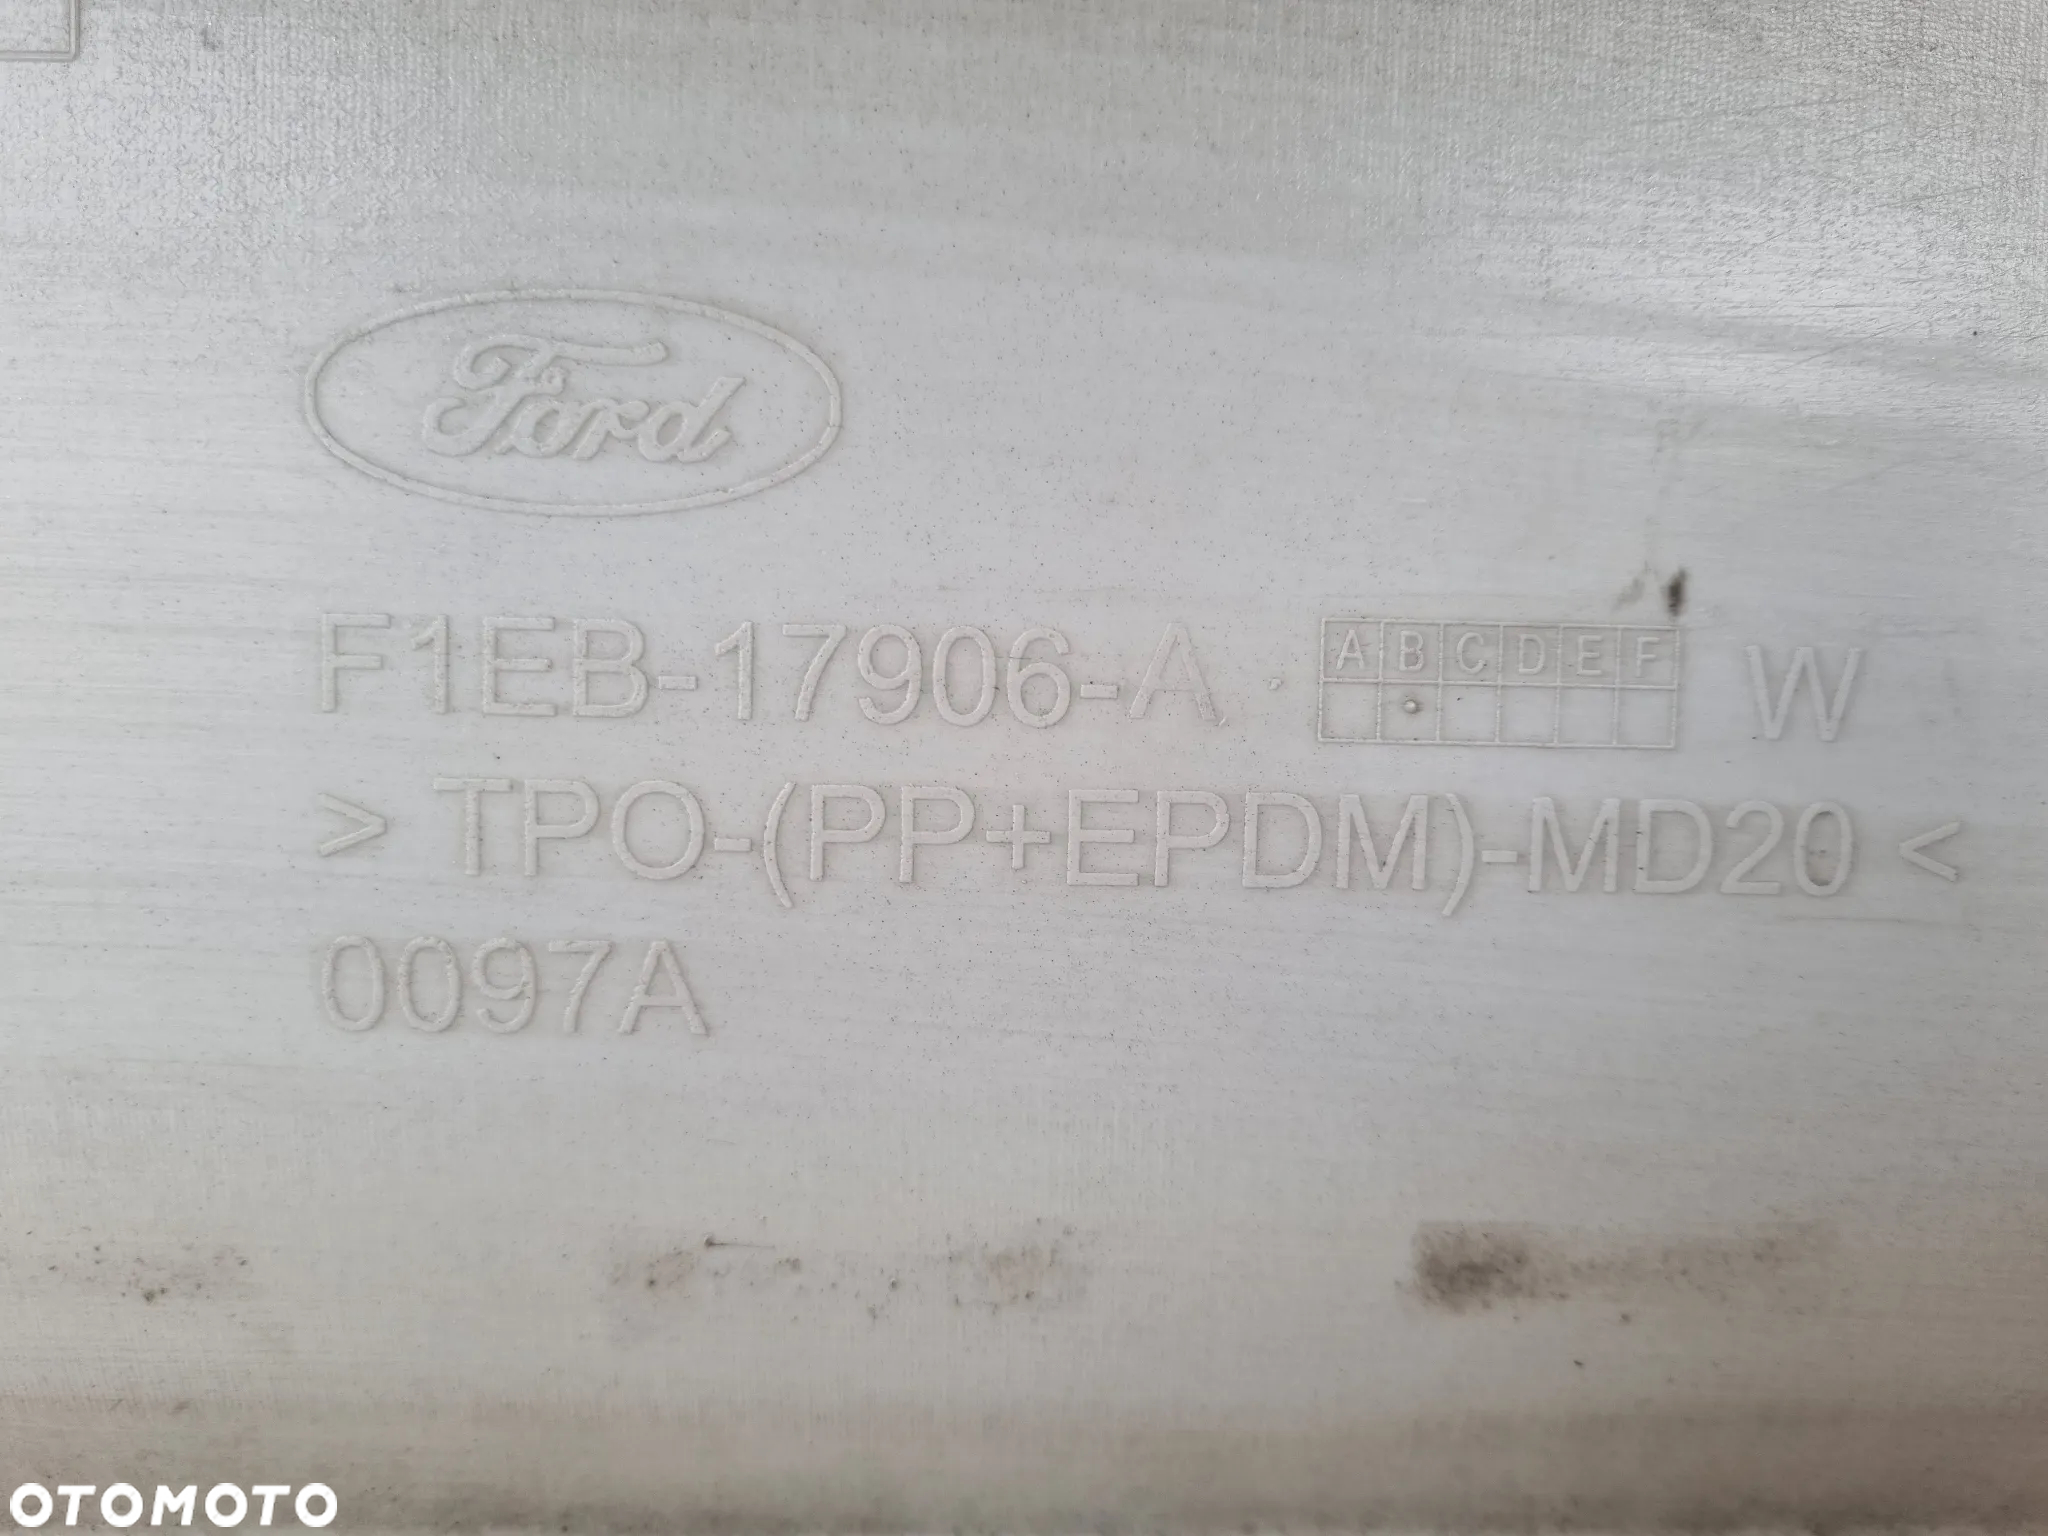 Ford
F1EB-17906-A . A B C D E F W
> TPO-(PP+EPDM)-MD20 <
0097A
OTOMOTO